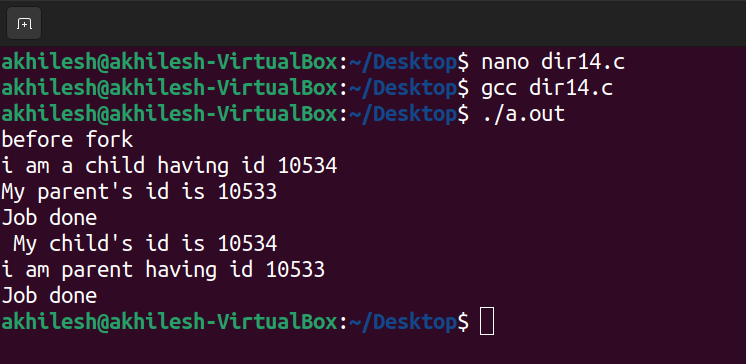 akhilesh@akhilesh-VirtualBox:~/Desktop$ nano dir14.c
akhilesh@akhilesh-VirtualBox:~/Desktop$ gcc dir14.c
akhilesh@akhilesh-VirtualBox:~/Desktop$ ./a.out
before fork
i am a child having id 10534
My parent's id is 10533
Job done
 My child's id is 10534
i am parent having id 10533
Job done
akhilesh@akhilesh-VirtualBox:~/Desktop$